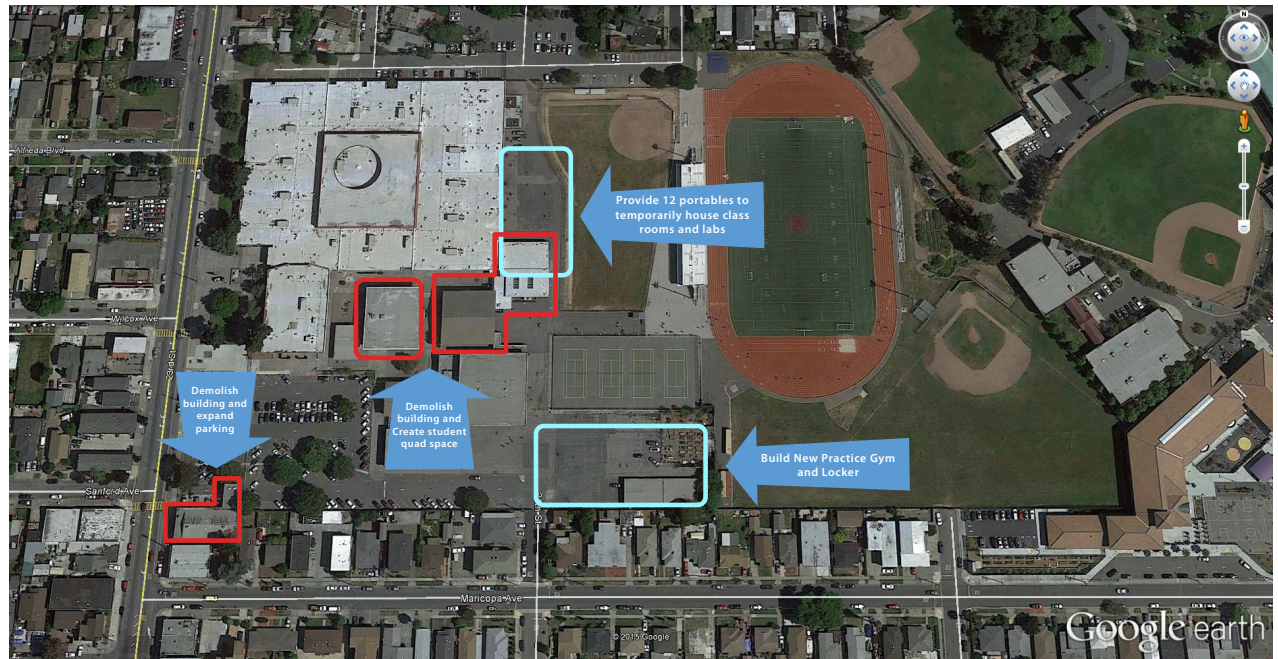 N
Alfreda Blvd
Provide 12 portables to
temporarily house class
rooms and labs
Wilcox Ave
23rd St
Demolish
building and
expand
parking
Demolish
building and
Create student
quad space
Build New Practice Gym
and Locker
Sanford Ave
Maricopa Ave
© 2015 Google
Google earth